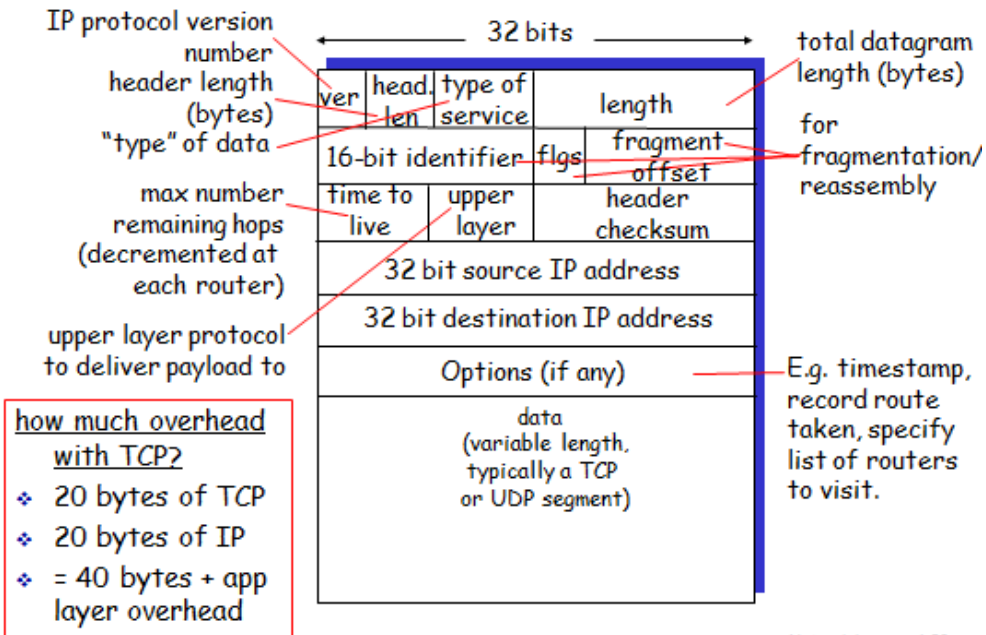 IP protocol version
number
header length
(bytes)
"type" of data
max number
remaining hops
(decremented at
each router)
upper layer protocol
to deliver payload to
32 bits
ver
head.
len
type of
service
length
16-bit identifier
flgs
fragment
offset
time to
live
upper
layer
header
checksum
32 bit source IP address
32 bit destination IP address
Options (if any)
data
(variable length,
typically a TCP
or UDP segment)
total datagram
length (bytes)
for
fragmentation/
reassembly
E.g. timestamp,
record route
taken, specify
list of routers
to visit.
how much overhead
with TCP?
❖ 20 bytes of TCP
❖ 20 bytes of IP
❖ = 40 bytes + app
layer overhead